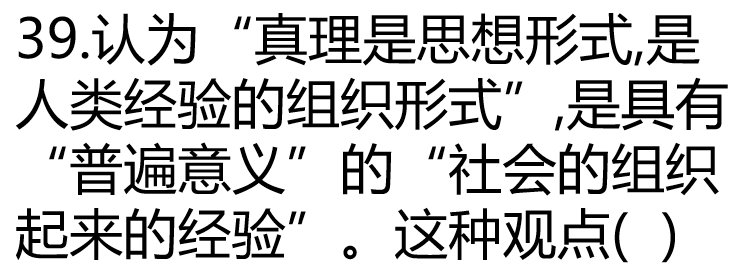 39.认为“真理是思想形式,是
人类经验的组织形式”,是具有
“普遍意义”的“社会的组织
起来的经验”。这种观点( )